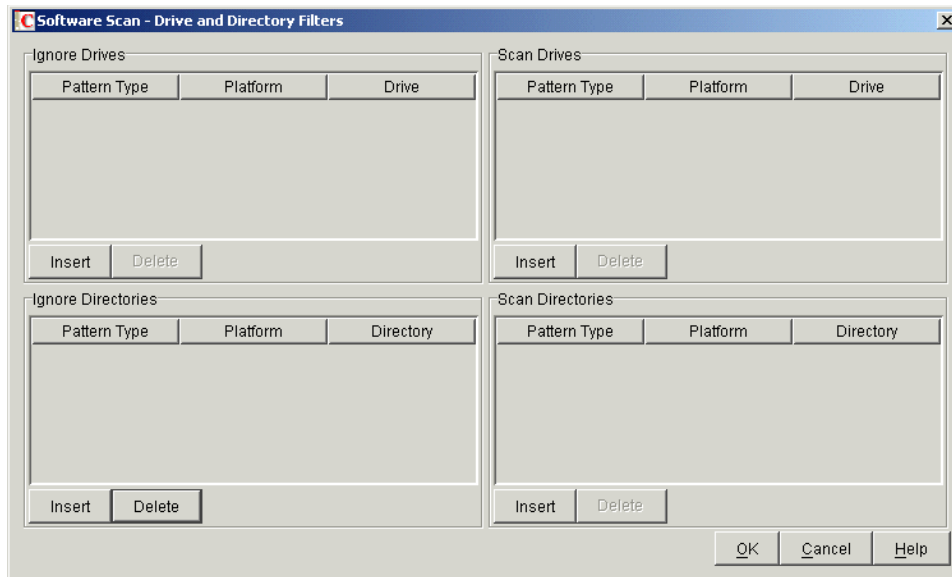 Software Scan - Drive and Directory Filters
Ignore Drives
Pattern Type Platform Drive
Insert Delete
Scan Drives
Pattern Type Platform Drive
Insert Delete
Ignore Directories
Pattern Type Platform Directory
Insert Delete
Scan Directories
Pattern Type Platform Directory
Insert Delete
OK Cancel Help